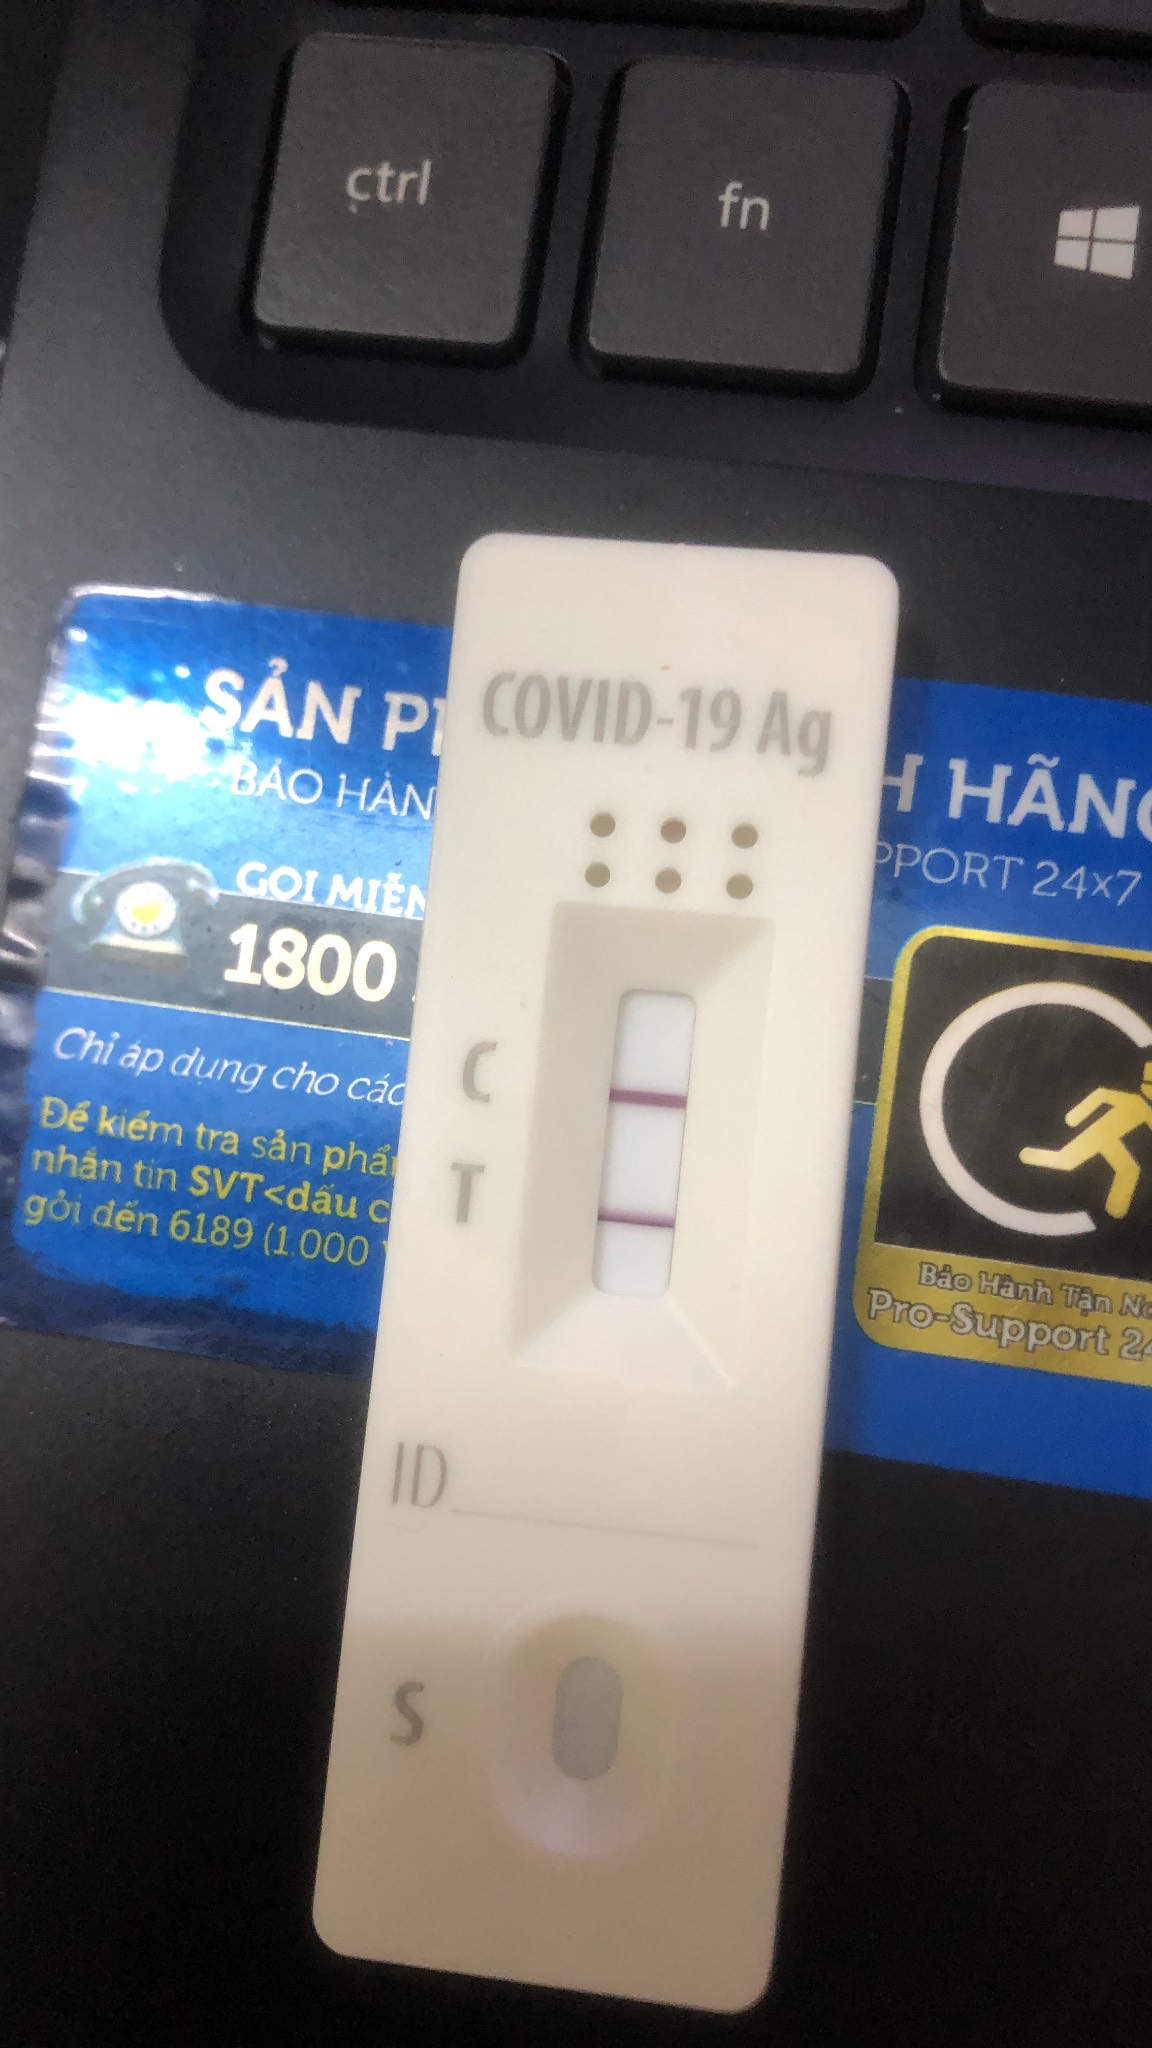 ctrl
fn
COVID-19 Ag
SẢN
H HÃNG
BẢO HÀN
PPORT 24x7
GỌI MIỄN
1800
Chỉ áp dụng cho các
Để kiểm tra sản phẩ
nhắn tin SVT<dấu c
gởi đến 6189 (1.000
C
T
Bảo Hành Tận
Pro-Support 24
ID
S